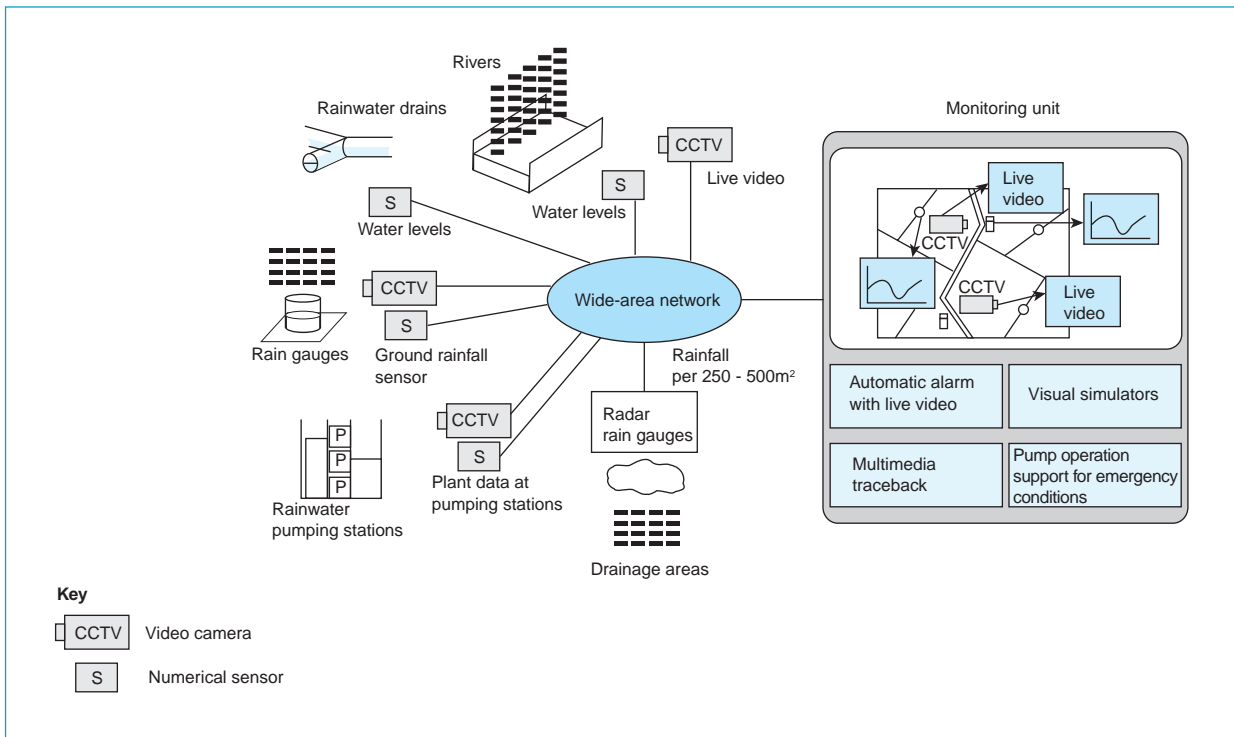 Rivers
Rainwater drains
Monitoring unit
CCTV
Live video
S
Water levels
S
Water levels
Live
video
CCTV
CCTV
Live
video
CCTV
S
Rain gauges
Ground rainfall
sensor
Wide-area network
Rainfall
per 250 - 500m²
Radar
rain gauges
Drainage areas
CCTV
S
Plant data at
pumping stations
P
P
P
Rainwater
pumping stations
Automatic alarm
with live video
Visual simulators
Multimedia
traceback
Pump operation
support for emergency
conditions
Key
CCTV
Video camera
S
Numerical sensor